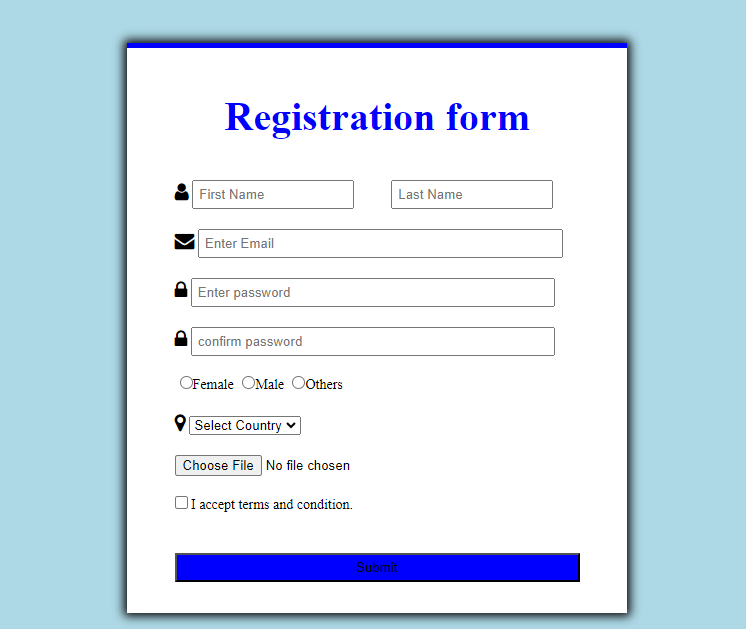 Registration form
First Name Last Name
Enter Email
Enter password
confirm password
Female Male Others
Select Country
Choose File No file chosen
I accept terms and condition.
Submit